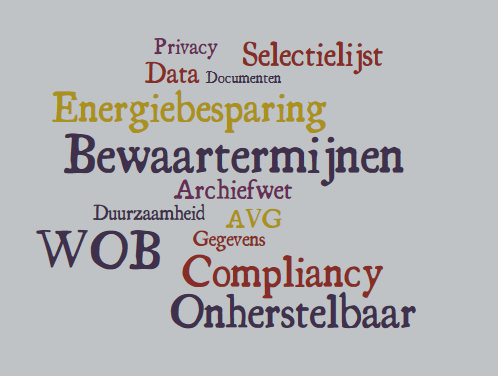 Privacy Selectielijst
Data Documenten
Energiebesparing
Bewaartermijnen
Archiefwet
Duurzaamheid AVG
WOB Gegevens
Compliancy
Onherstelbaar